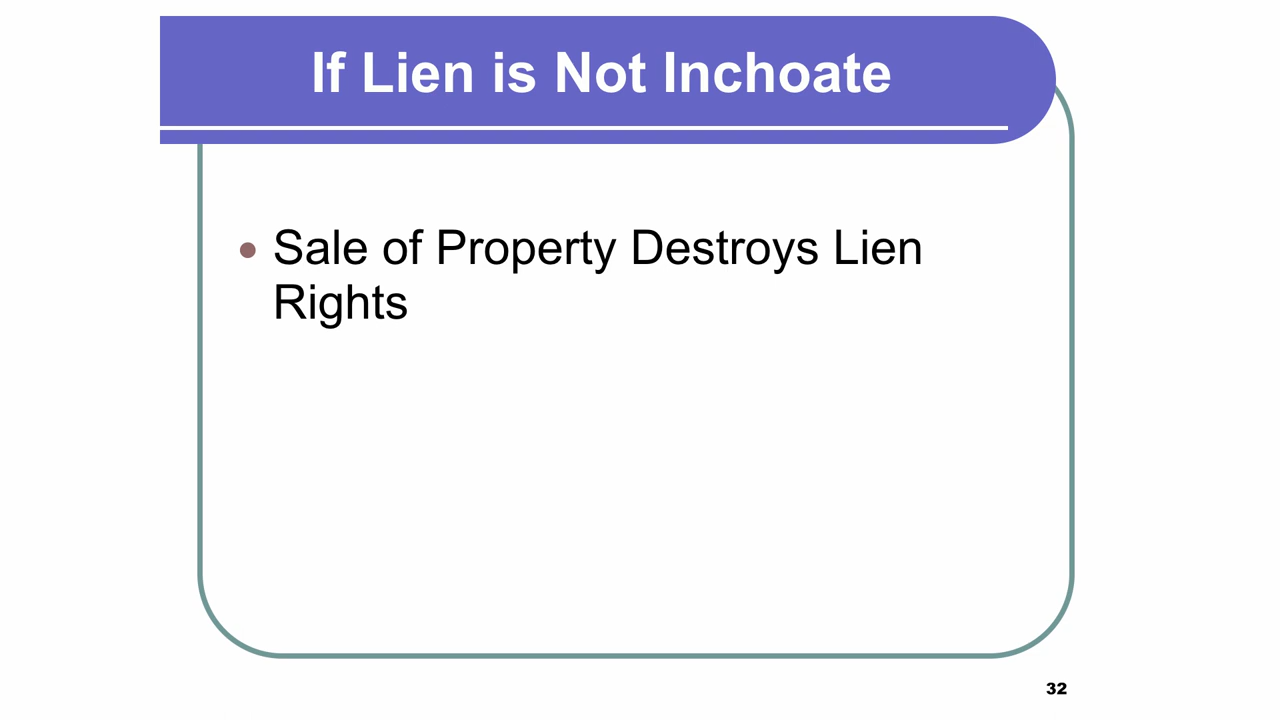 If Lien is Not Inchoate
• Sale of Property Destroys Lien
Rights
32